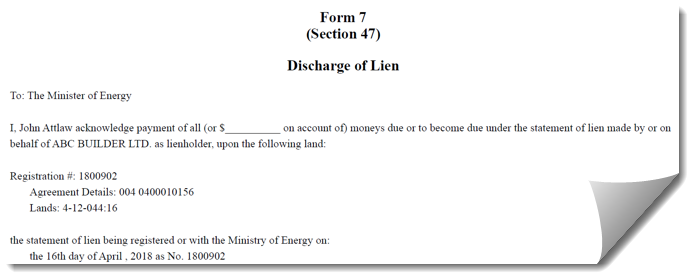 Form 7
(Section 47)
Discharge of Lien
To: The Minister of Energy
I, John Attlaw acknowledge payment of all (or $__________ on account of) moneys due or to become due under the statement of lien made by or on
behalf of ABC BUILDER LTD. as lienholder, upon the following land:
Registration #: 1800902
Agreement Details: 004 0400010156
Lands: 4-12-044:16
the statement of lien being registered or with the Ministry of Energy on:
the 16th day of April , 2018 as No. 1800902